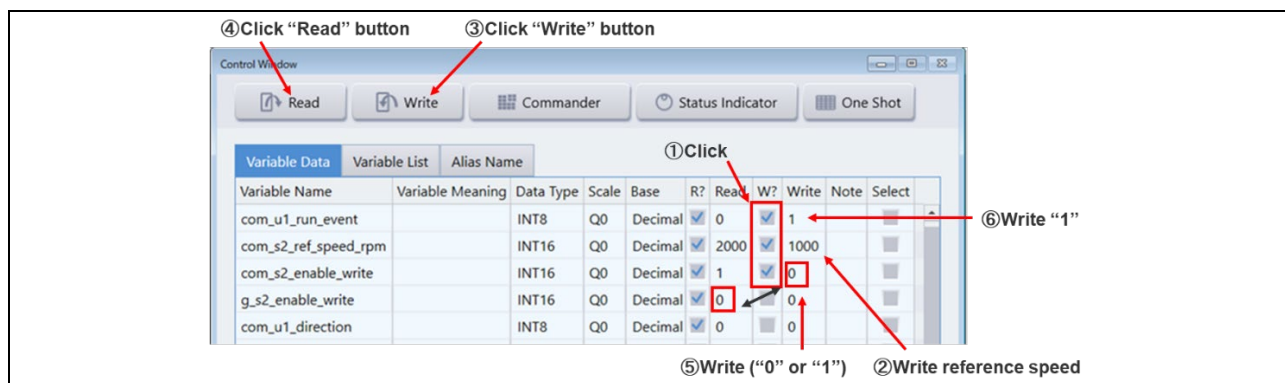 ④Click “Read” button ③Click “Write” button
Control Window
Read Write Commander Status Indicator One Shot
①Click
Variable Data Variable List Alias Name
Variable Name Variable Meaning Data Type Scale Base R? Read W? Write Note Select
com_u1_run_event INT8 Q0 Decimal 0 1
⑥Write “1”
com_s2_ref_speed_rpm INT16 Q0 Decimal 2000 1000
com_s2_enable_write INT16 Q0 Decimal 1 0
g_s2_enable_write INT16 Q0 Decimal 0 0
com_u1_direction INT8 Q0 Decimal 0 0
⑤Write (“0” or “1”) ②Write reference speed